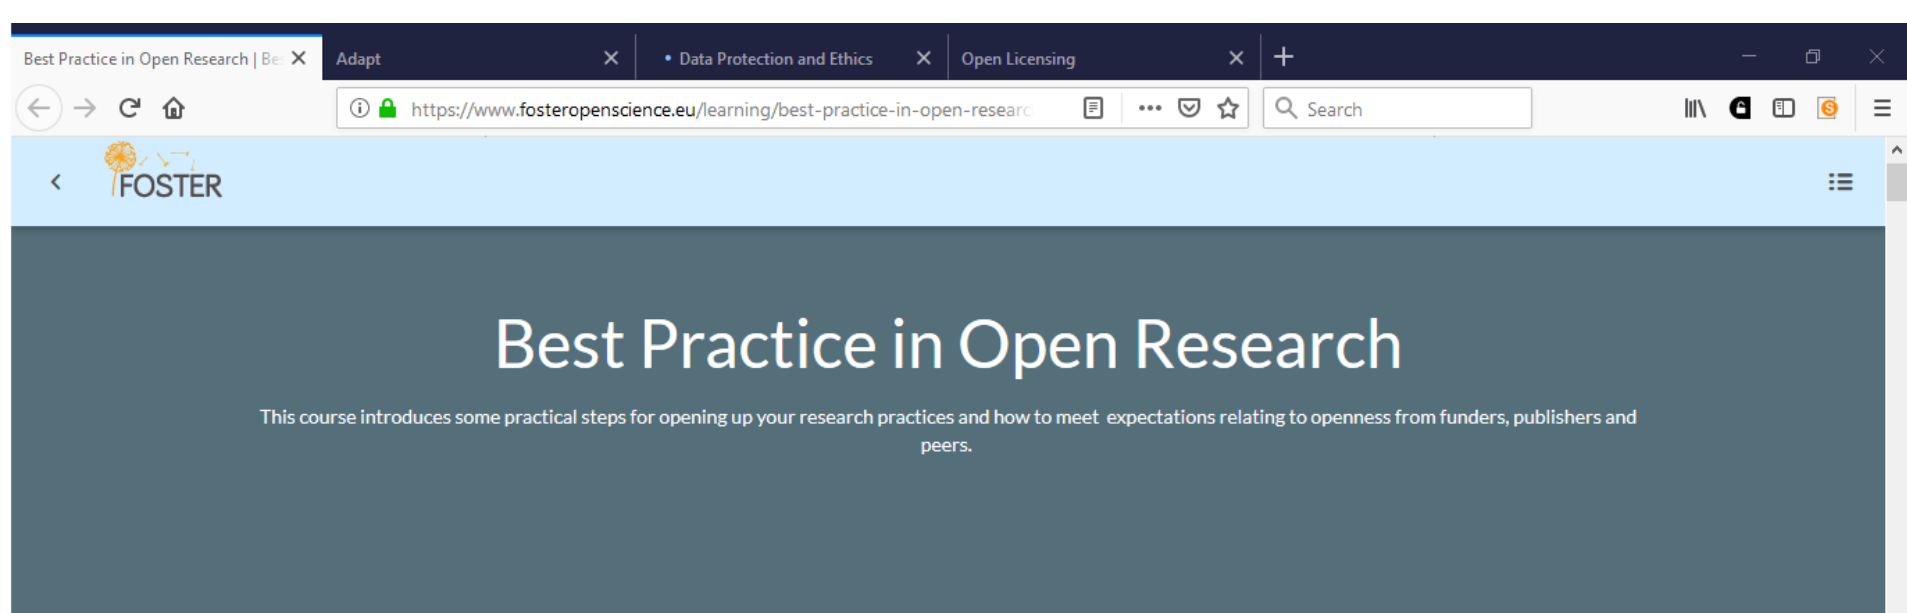 Best Practice in Open Research | Be
Adapt
• Data Protection and Ethics
Open Licensing
https://www.fosteropenscience.eu/learning/best-practice-in-open-research
Search
FOSTER
Best Practice in Open Research
This course introduces some practical steps for opening up your research practices and how to meet expectations relating to openness from funders, publishers and
peers.